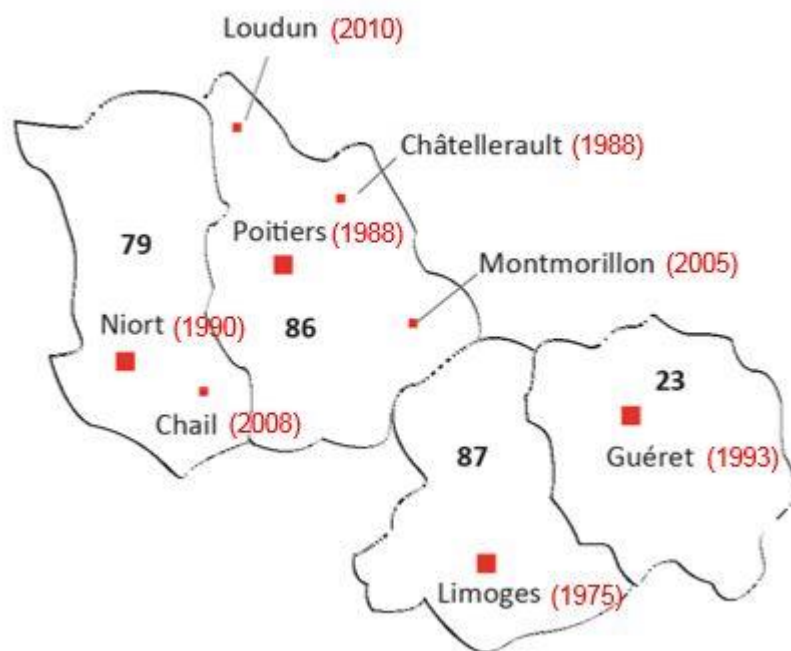 Loudun (2010)
Châtellerault (1988)
79
Poitiers (1988)
Montmorillon (2005)
Niort (1990)
86
23
Chail (2008)
87
Guéret (1993)
Limoges (1975)